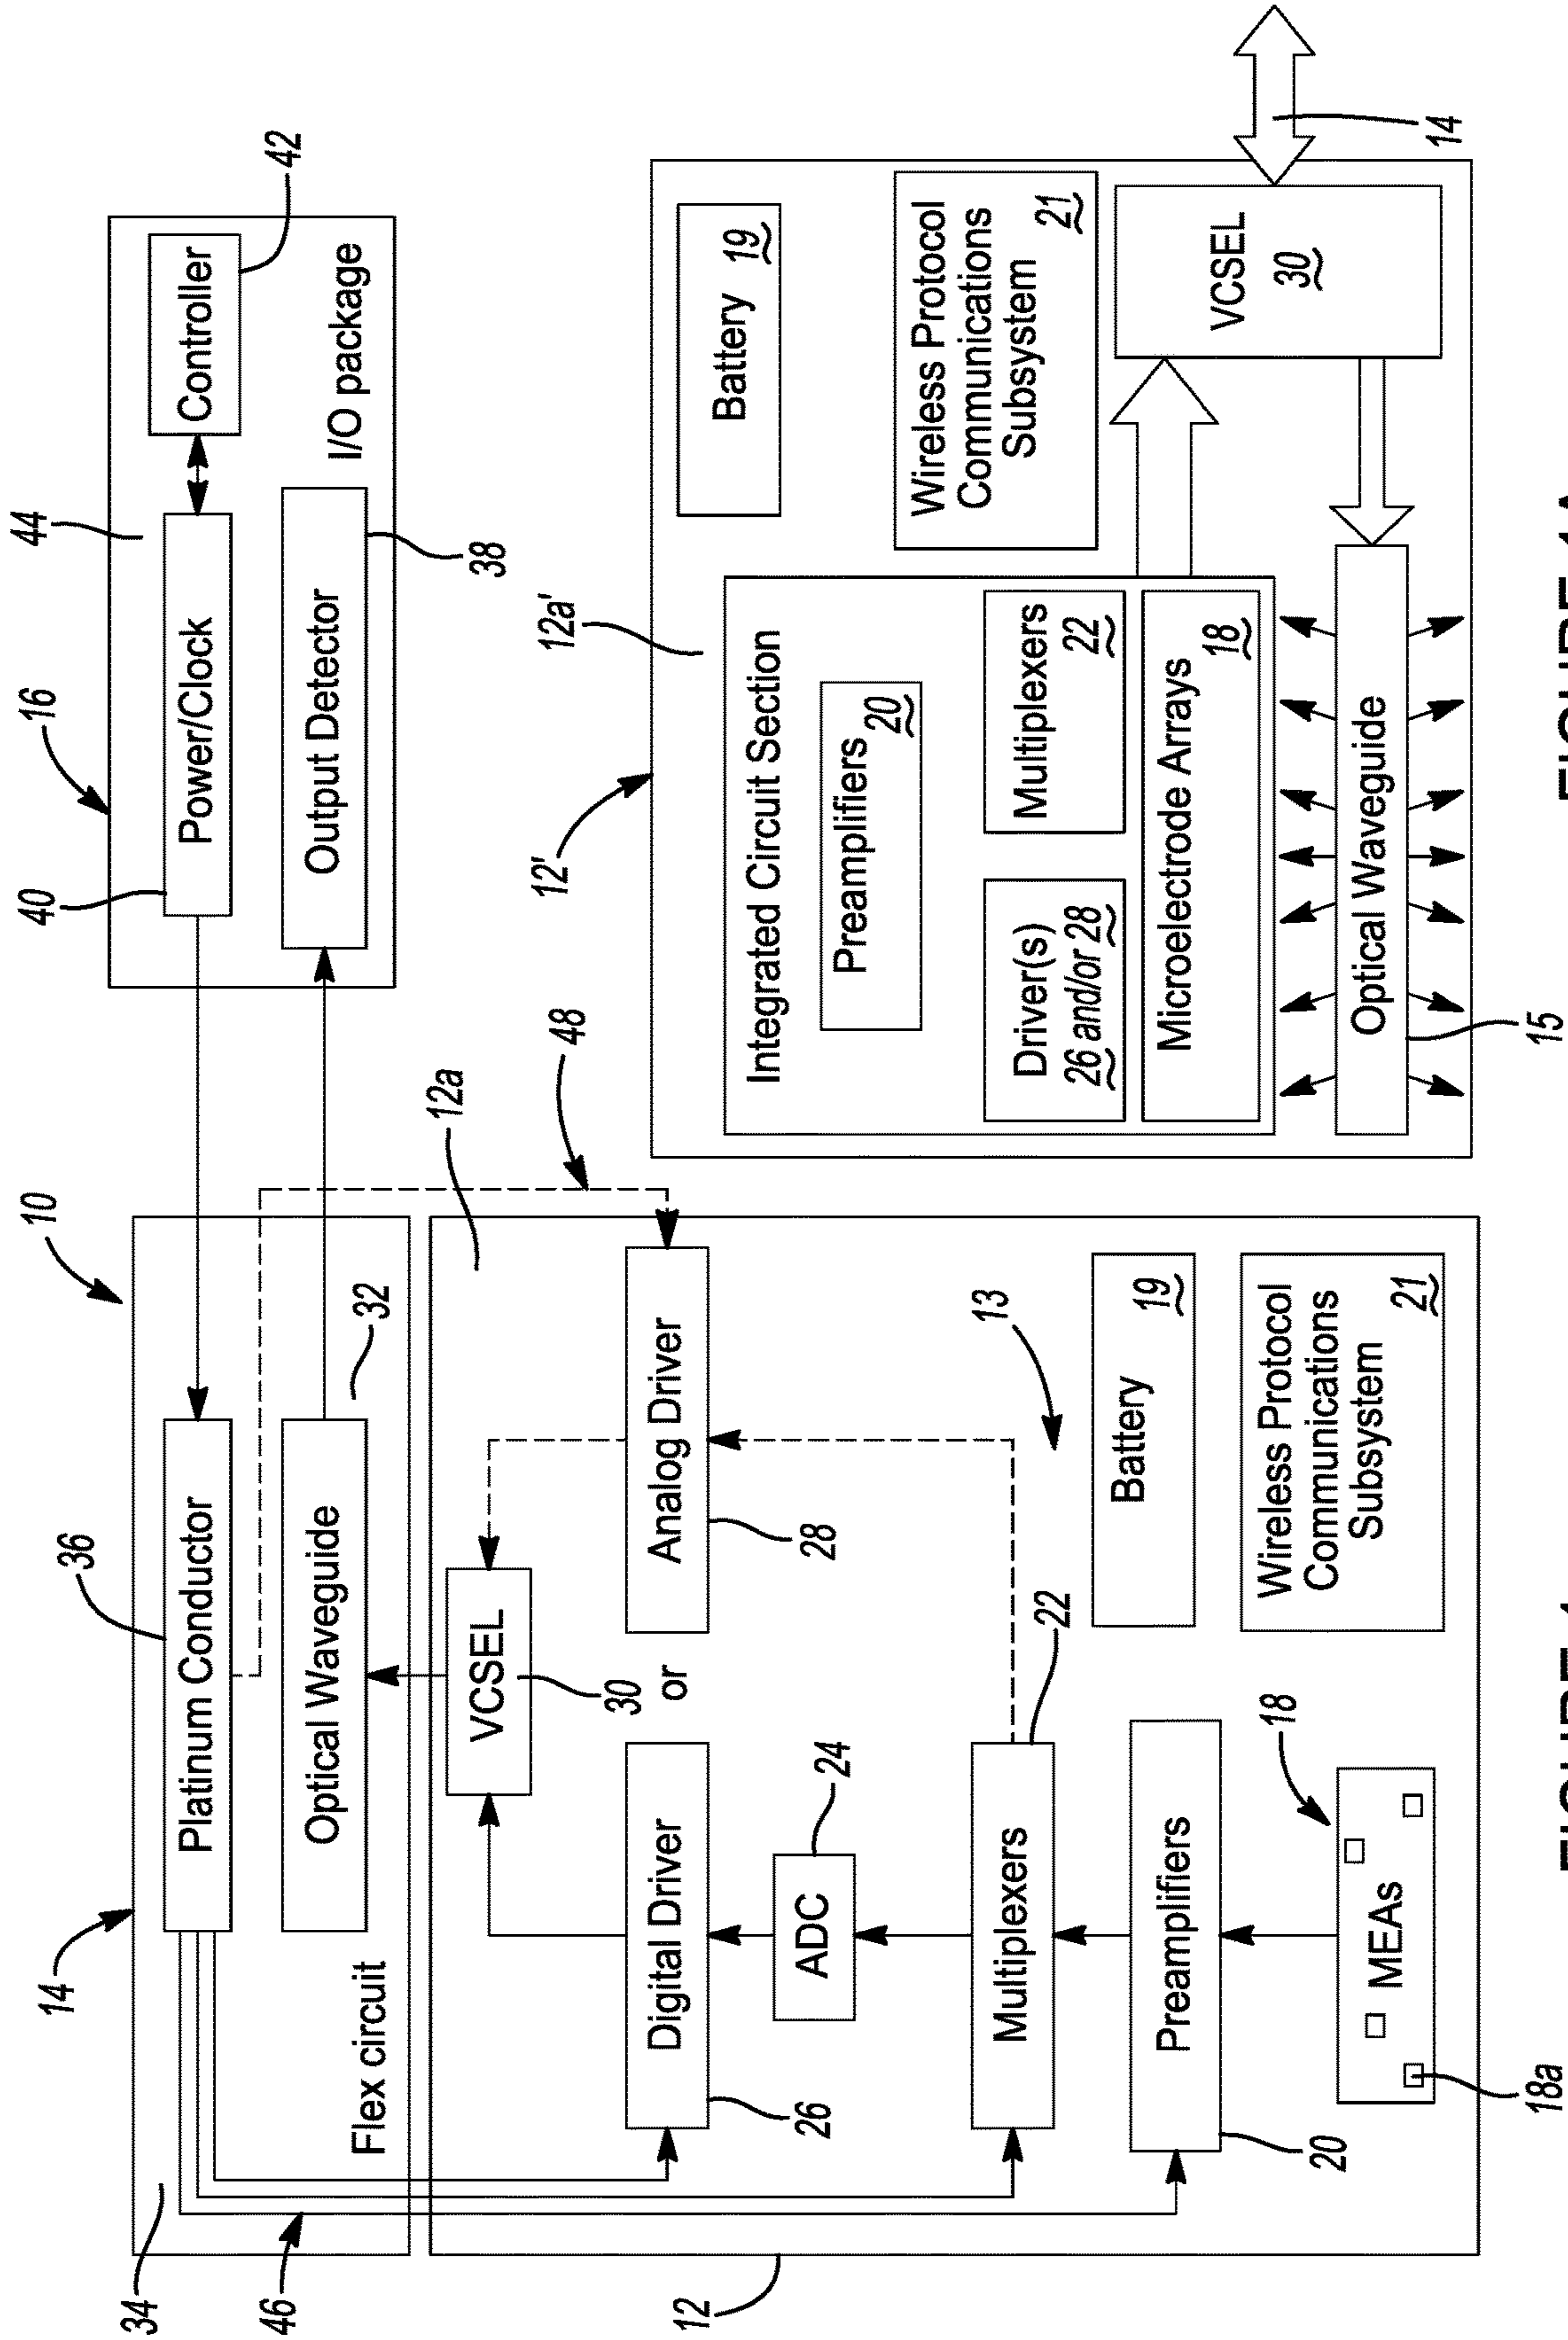 10
14
36
Platinum Conductor
Optical Waveguide
32
34
Flex circuit
46
16
44
40
Power/Clock
Controller
42
Output Detector
38
I/O package
48
12
12a
VCSEL
30
or
Digital Driver
26
Analog Driver
28
ADC
24
Multiplexers
22
13
Preamplifiers
20
Battery
19
18
MEAs
18a
Wireless Protocol
Communications
Subsystem
21
12'
12a'
Integrated Circuit Section
Preamplifiers
20
Driver(s)
26 and/or 28
Multiplexers
22
Microelectrode Arrays
18
Battery
19
Wireless Protocol
Communications
Subsystem
21
VCSEL
30
14
Optical Waveguide
15